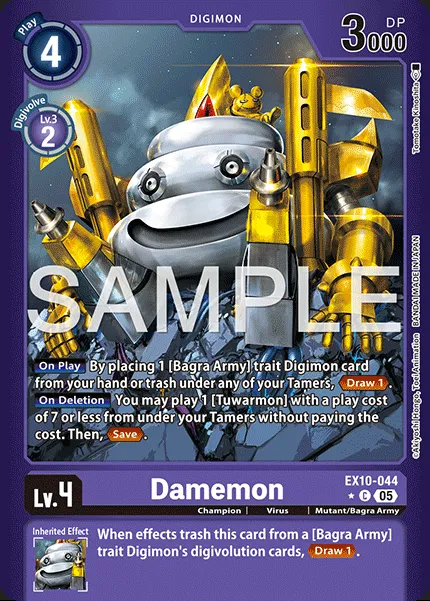 DIGIMON
Play
4
DP
3000
Digivolve
Lv.3
2
Tomotake Kinoshita
SAMPLE
©Akiyoshi Hongo, Toei Animation BANDAI MADE IN JAPAN
On Play By placing 1 [Bagra Army] trait Digimon card
from your hand or trash under any of your Tamers, Draw 1.
On Deletion You may play 1 [Tuwarmon] with a play cost
of 7 or less from under your Tamers without paying the
cost. Then, Save.
EX10-044
Lv.4
Damemon
C 05
Champion | Virus | Mutant/Bagra Army
Inherited Effect
When effects trash this card from a [Bagra Army]
trait Digimon's digivolution cards, Draw 1.